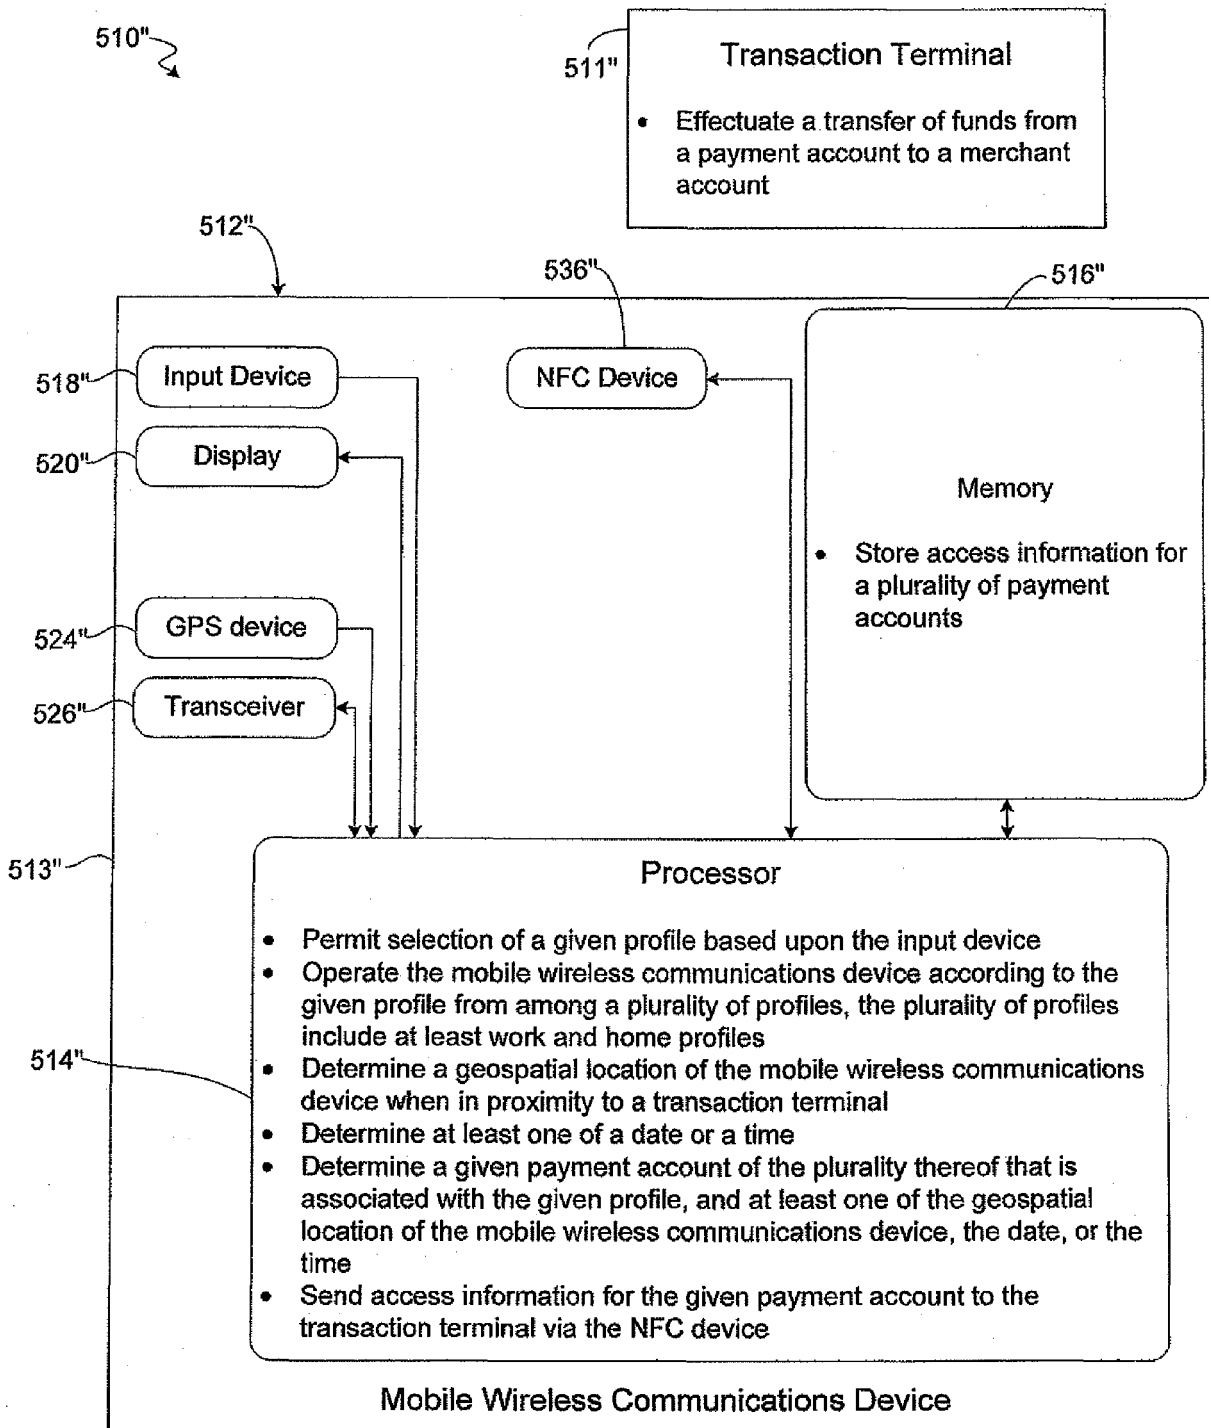 510"
511"
Transaction Terminal
• Effectuate a transfer of funds from
a payment account to a merchant
account
512"
536"
516"
518"
Input Device
NFC Device
520"
Display
Memory
• Store access information for
a plurality of payment
accounts
524"
GPS device
526"
Transceiver
513"
Processor
• Permit selection of a given profile based upon the input device
• Operate the mobile wireless communications device according to the
given profile from among a plurality of profiles, the plurality of profiles
include at least work and home profiles
514"
• Determine a geospatial location of the mobile wireless communications
device when in proximity to a transaction terminal
• Determine at least one of a date or a time
• Determine a given payment account of the plurality thereof that is
associated with the given profile, and at least one of the geospatial
location of the mobile wireless communications device, the date, or the
time
• Send access information for the given payment account to the
transaction terminal via the NFC device
Mobile Wireless Communications Device